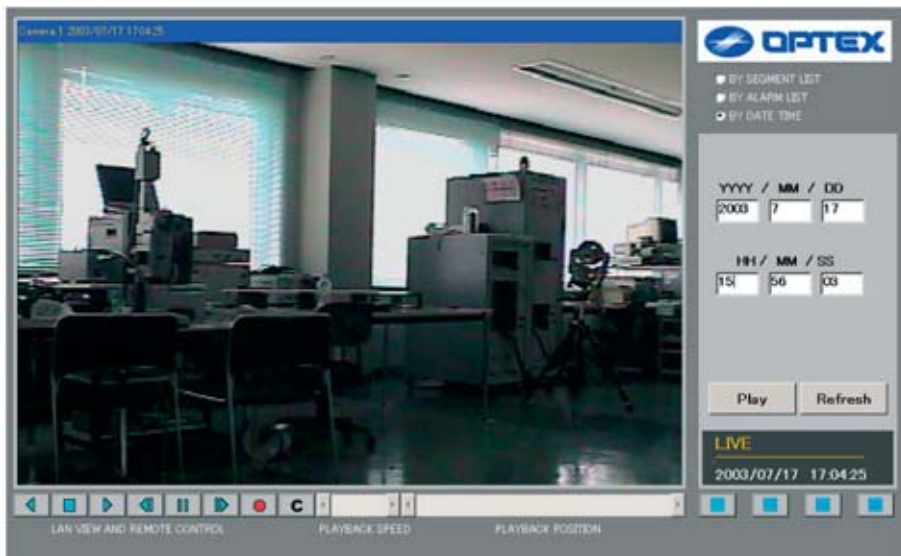 Camera 1 2003/07/17 17:04:25
OPTEX
BY SEGMENT LIST
BY ALARM LIST
BY DATE TIME
YYYY / MM / DD
2003 7 17
HH / MM / SS
15 56 03
Play Refresh
LIVE
2003/07/17 17:04:25
C
LAN VIEW AND REMOTE CONTROL PLAYBACK SPEED PLAYBACK POSITION